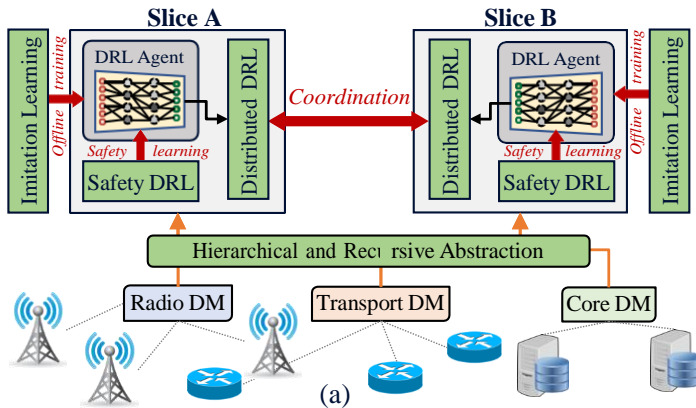 Slice A
Slice B
Imitation Learning
Offline training
DRL Agent
Safety learning
Safety DRL
Distributed DRL
Coordination
Distributed DRL
DRL Agent
Safety learning
Safety DRL
Offline training
Imitation Learning
Hierarchical and Recursive Abstraction
Radio DM
Transport DM
Core DM
(a)